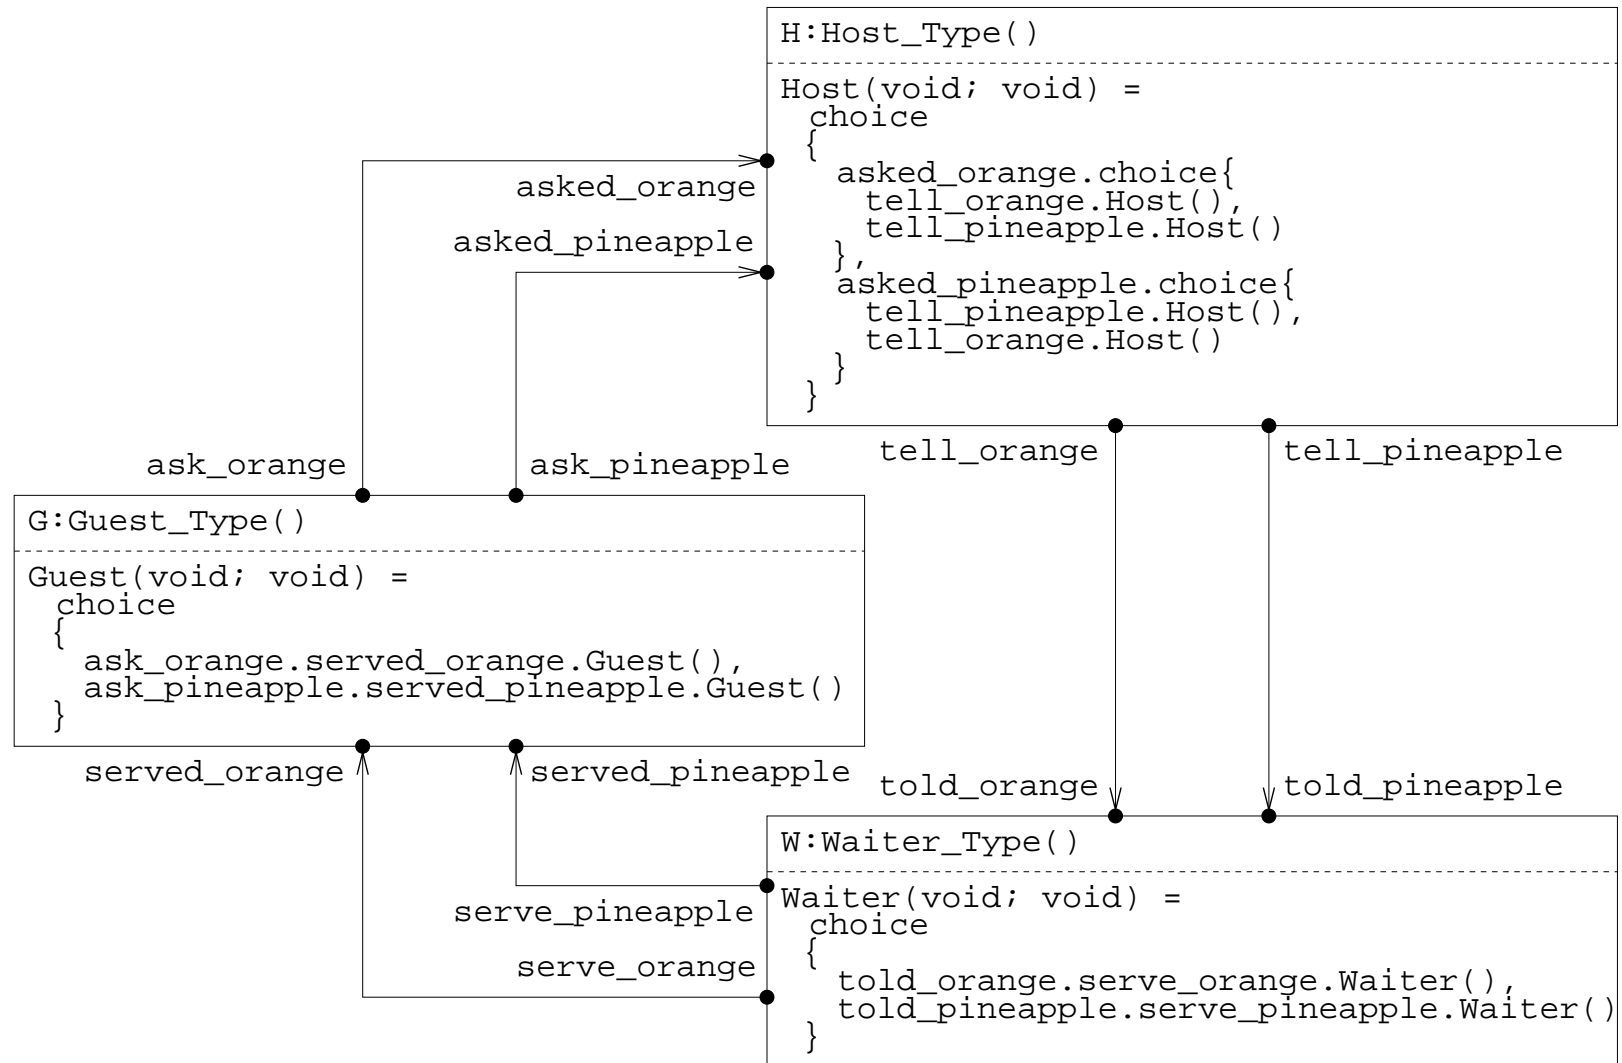 H:Host_Type()
Host(void; void) =
choice
{
asked_orange.choice{
tell_orange.Host(),
tell_pineapple.Host()
},
asked_pineapple.choice{
tell_pineapple.Host(),
tell_orange.Host()
}
}
asked_orange
asked_pineapple
ask_orange
ask_pineapple
tell_orange
tell_pineapple
G:Guest_Type()
Guest(void; void) =
choice
{
ask_orange.served_orange.Guest(),
ask_pineapple.served_pineapple.Guest()
}
served_orange
served_pineapple
told_orange
told_pineapple
W:Waiter_Type()
Waiter(void; void) =
choice
{
told_orange.serve_orange.Waiter(),
told_pineapple.serve_pineapple.Waiter()
}
serve_pineapple
serve_orange